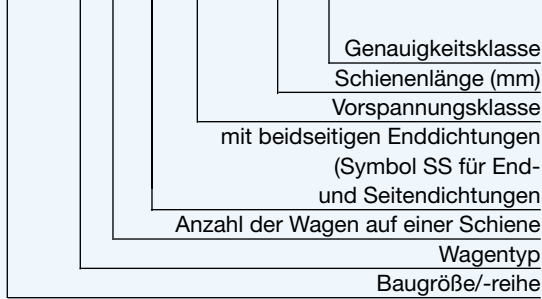 Genauigkeitsklasse
Schienenlänge (mm)
Vorspannungsklasse
mit beidseitigen Enddichtungen
(Symbol SS für End-
und Seitendichtungen
Anzahl der Wagen auf einer Schiene
Wagentyp
Baugröße/-reihe